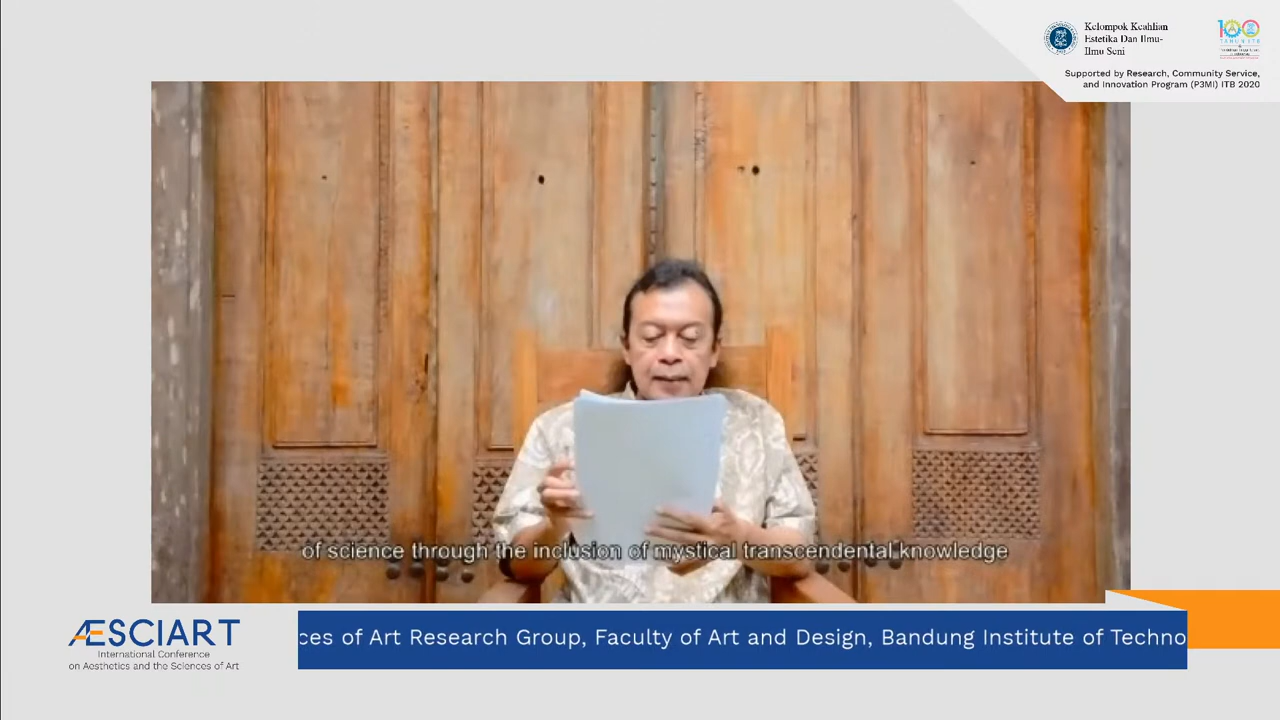 Kelompok Keahlian
Estetika Dan Ilmu-
Ilmu Seni
100
Supported by Research, Community Service,
and Innovation Program (P3MI) ITB 2020
of science through the inclusion of mystical transcendental knowledge
ÆSCIART
International Conference
on Aesthetics and the Sciences of Art
ces of Art Research Group, Faculty of Art and Design, Bandung Institute of Techno